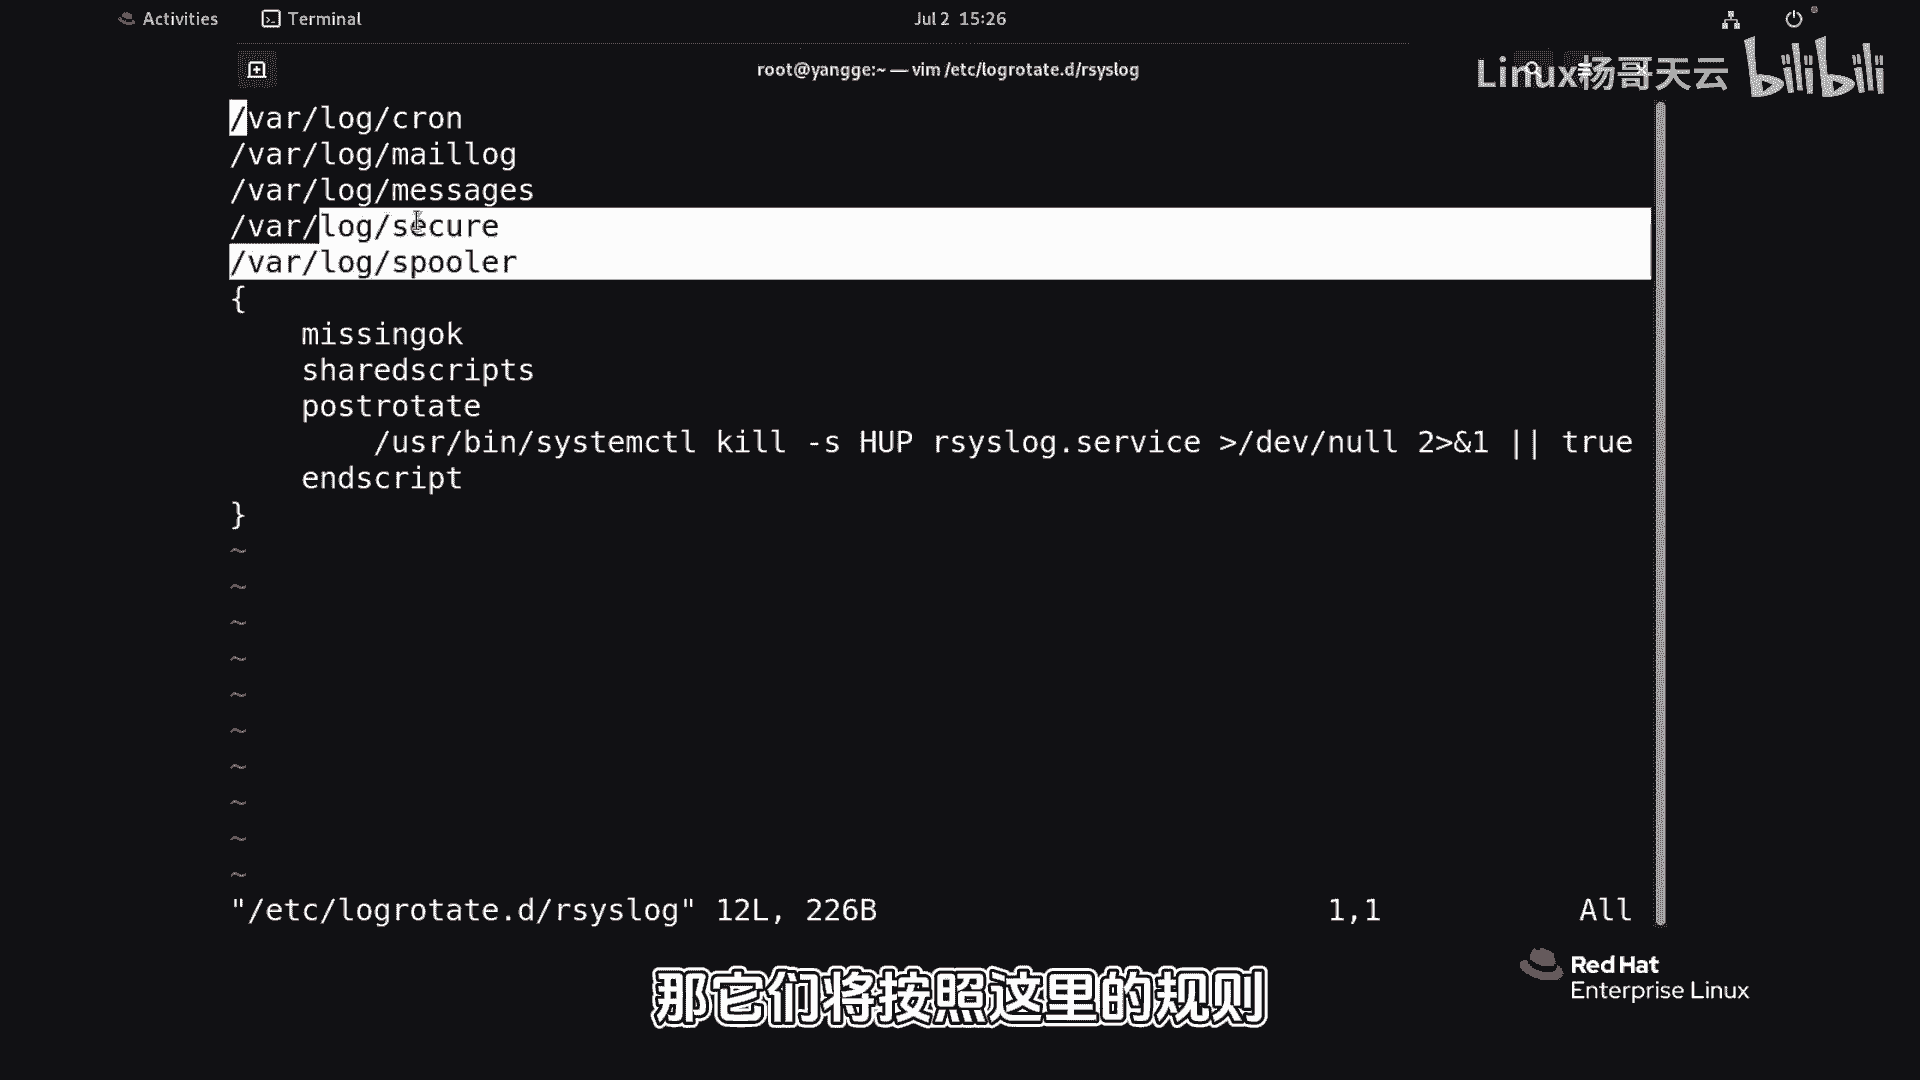 Activities Terminal Jul 2 15:26
root@yangge:~ — vim /etc/logrotate.d/rsyslog
Linux杨哥天云 bilibili
/var/log/cron
/var/log/maillog
/var/log/messages
/var/log/secure
/var/log/spooler
{
    missingok
    sharedscripts
    postrotate
        /usr/bin/systemctl kill -s HUP rsyslog.service >/dev/null 2>&1 || true
    endscript
}
~
~
~
~
~
~
~
~
~
~
"/etc/logrotate.d/rsyslog" 12L, 226B 1,1 All
Red Hat
Enterprise Linux
那它们将按照这里的规则